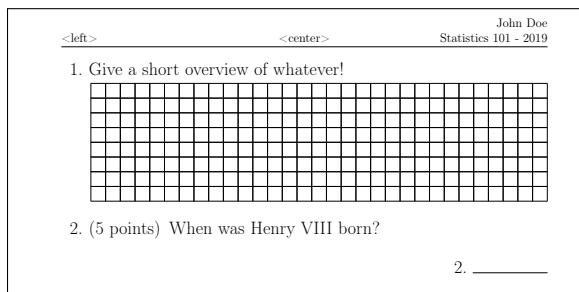 John Doe
<left> <center> Statistics 101 - 2019
1. Give a short overview of whatever!
2. (5 points) When was Henry VIII born?
2.